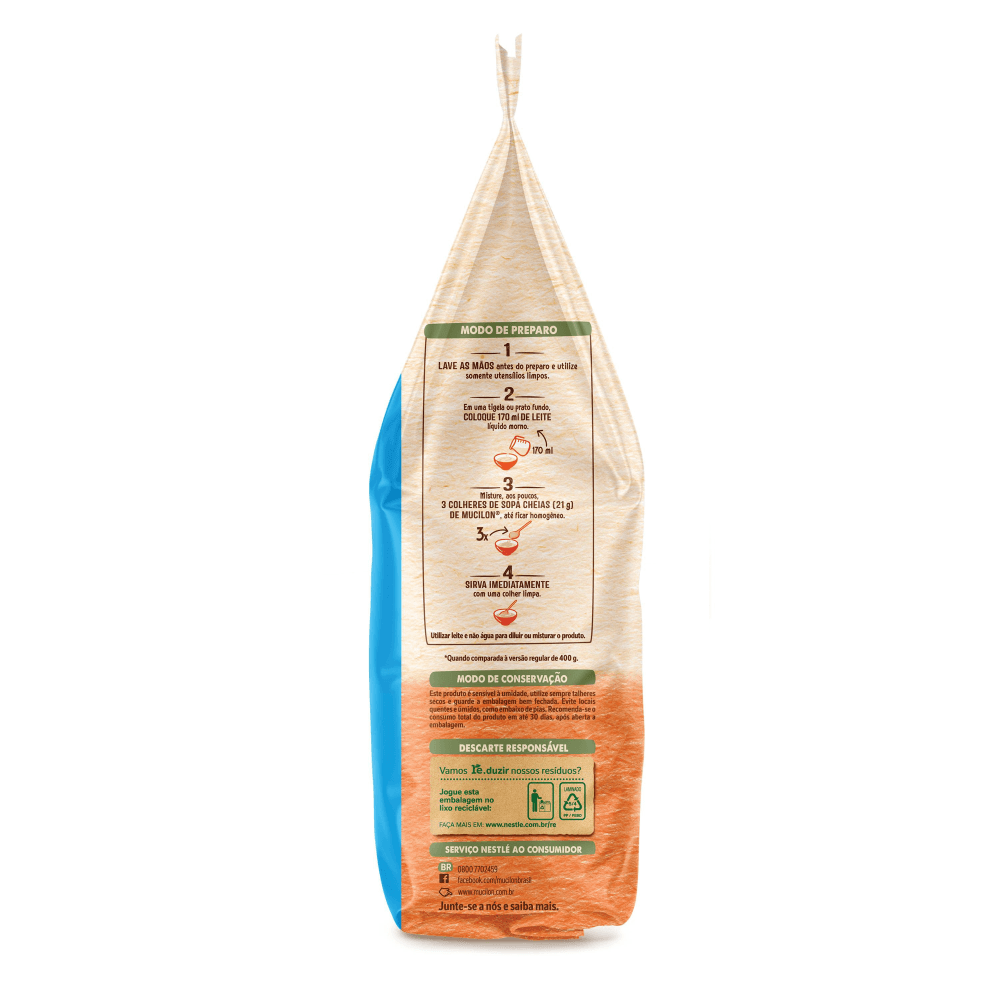 MODO DE PREPARO
1
LAVE AS MÃOS antes do preparo e utilize
somente utensílios limpos.
2
Em uma tigela ou prato fundo,
COLOQUE 170 ml DE LEITE
líquido morno.
170 ml
3
Misture, aos poucos,
3 COLHERES DE SOPA CHEIAS (21 g)
DE MUCILON®, até ficar homogêneo.
3x
4
SIRVA IMEDIATAMENTE
com uma colher limpa.
Utilizar leite e não água para diluir ou misturar o produto.
*Quando comparada à versão regular de 400 g.
MODO DE CONSERVAÇÃO
Este produto é sensível à umidade, utilize sempre talheres
secos e guarde a embalagem bem fechada. Evite locais
quentes e úmidos, como embaixo de pias. Recomenda-se o
consumo total do produto em até 30 dias, após aberta a
embalagem.
DESCARTE RESPONSÁVEL
Vamos re.duzir nossos resíduos?
Jogue esta
embalagem no
lixo reciclável:
LAMINADO
PP / PEBD
FAÇA MAIS EM: www.nestle.com.br/re
SERVIÇO NESTLÉ AO CONSUMIDOR
BR 0800 7702459
facebook.com/mucilonbrasil
www.mucilon.com.br
Junte-se a nós e saiba mais.